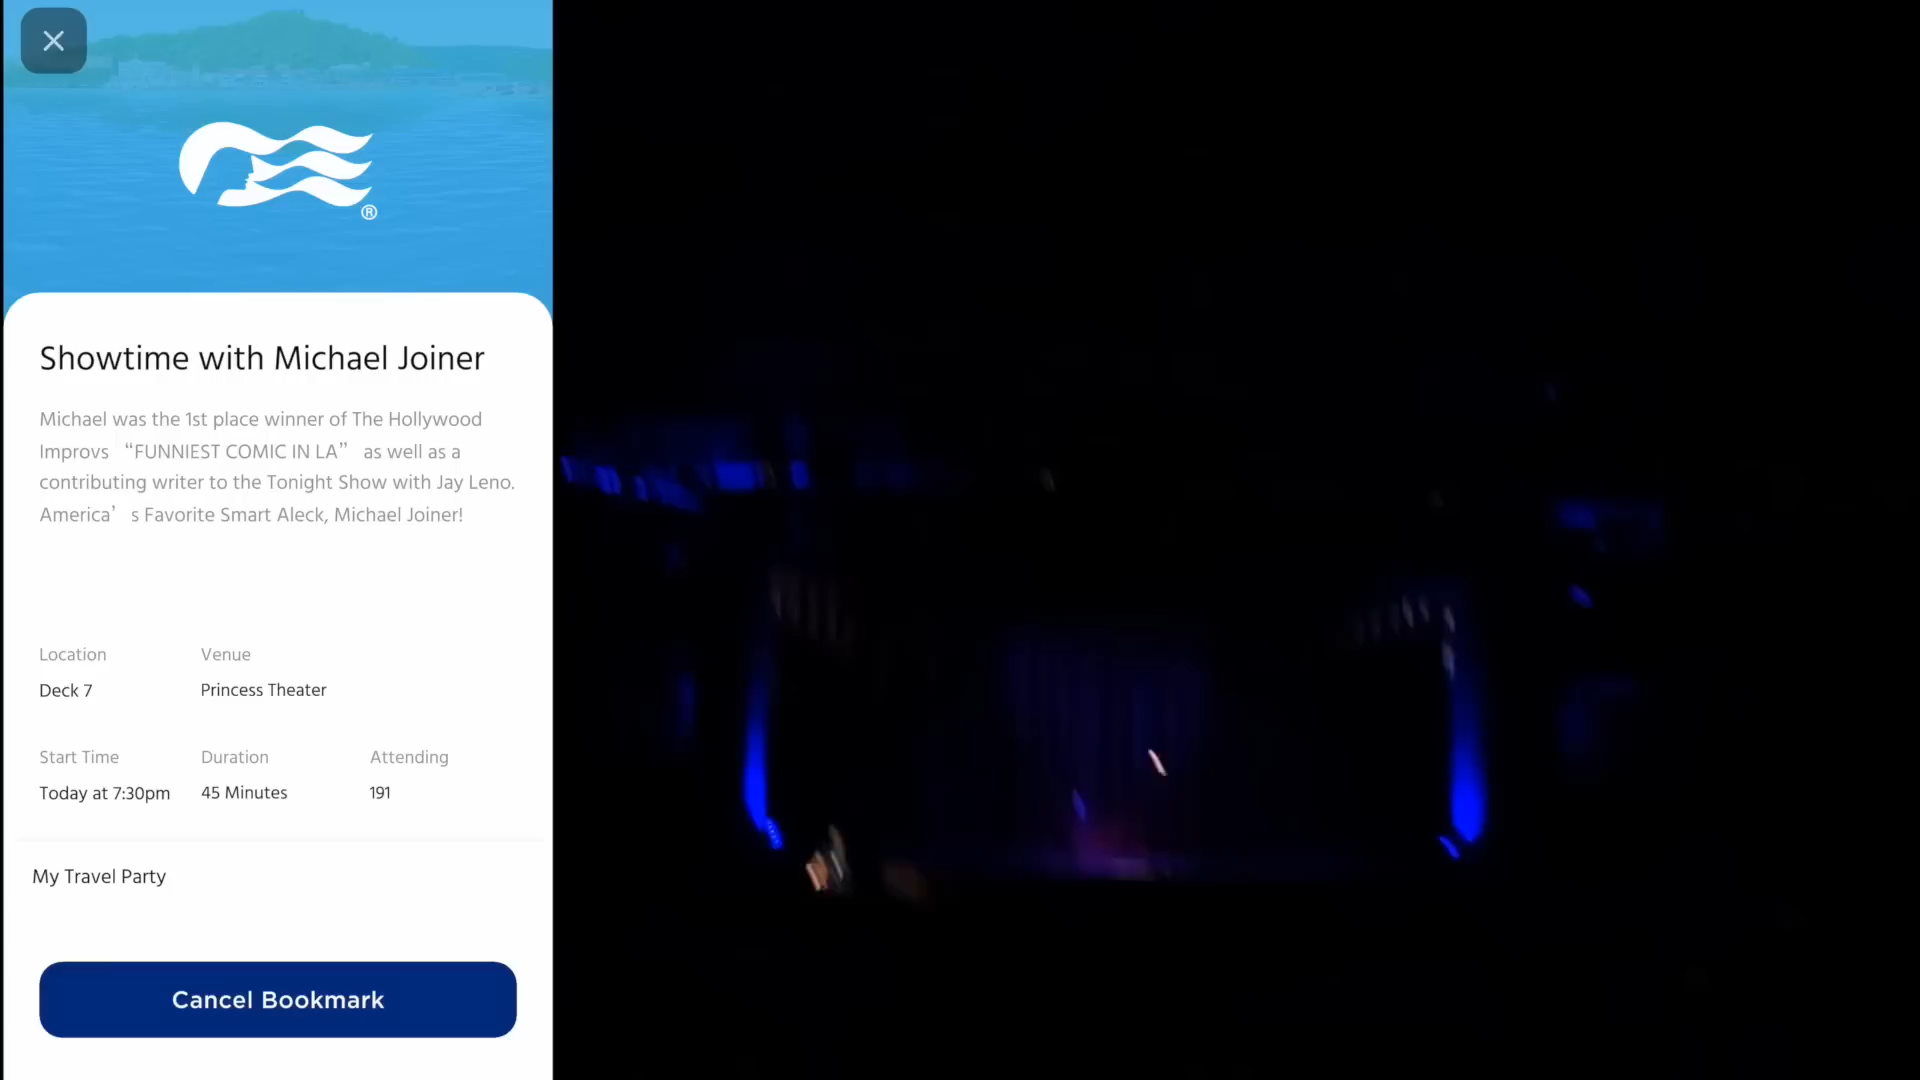 ®
Showtime with Michael Joiner
Michael was the 1st place winner of The Hollywood
Improvs “FUNNIEST COMIC IN LA” as well as a
contributing writer to the Tonight Show with Jay Leno.
America’s Favorite Smart Aleck, Michael Joiner!
Location Venue
Deck 7 Princess Theater
Start Time Duration Attending
Today at 7:30pm 45 Minutes 191
My Travel Party
Cancel Bookmark